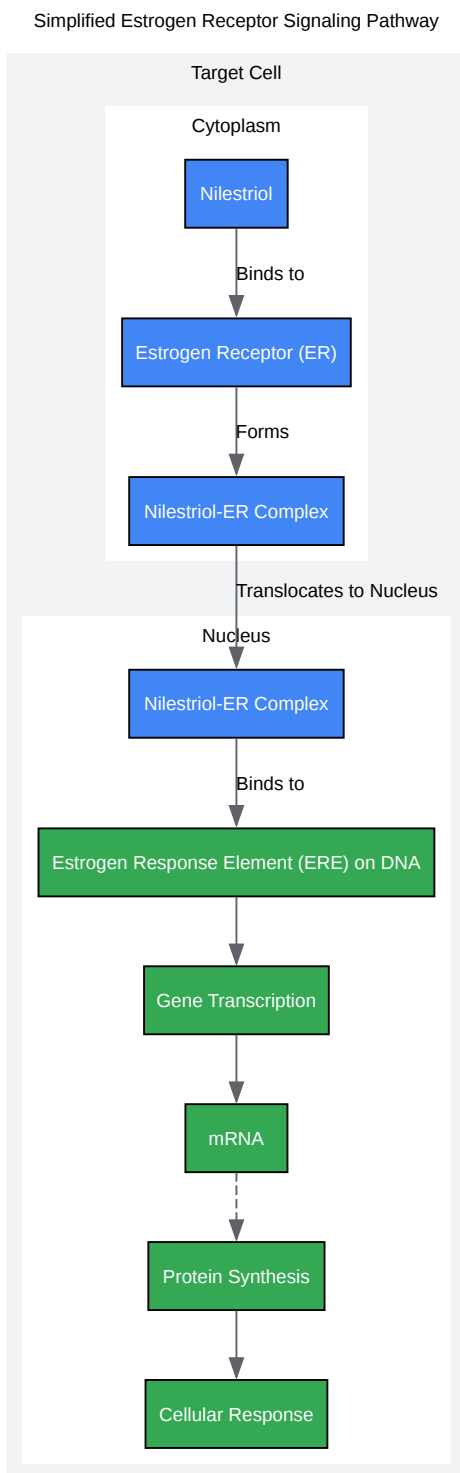 Simplified Estrogen Receptor Signaling Pathway
Target Cell
Cytoplasm
Nilestriol
Binds to
Estrogen Receptor (ER)
Forms
Nilestriol-ER Complex
Translocates to Nucleus
Nucleus
Nilestriol-ER Complex
Binds to
Estrogen Response Element (ERE) on DNA
Gene Transcription
mRNA
Protein Synthesis
Cellular Response